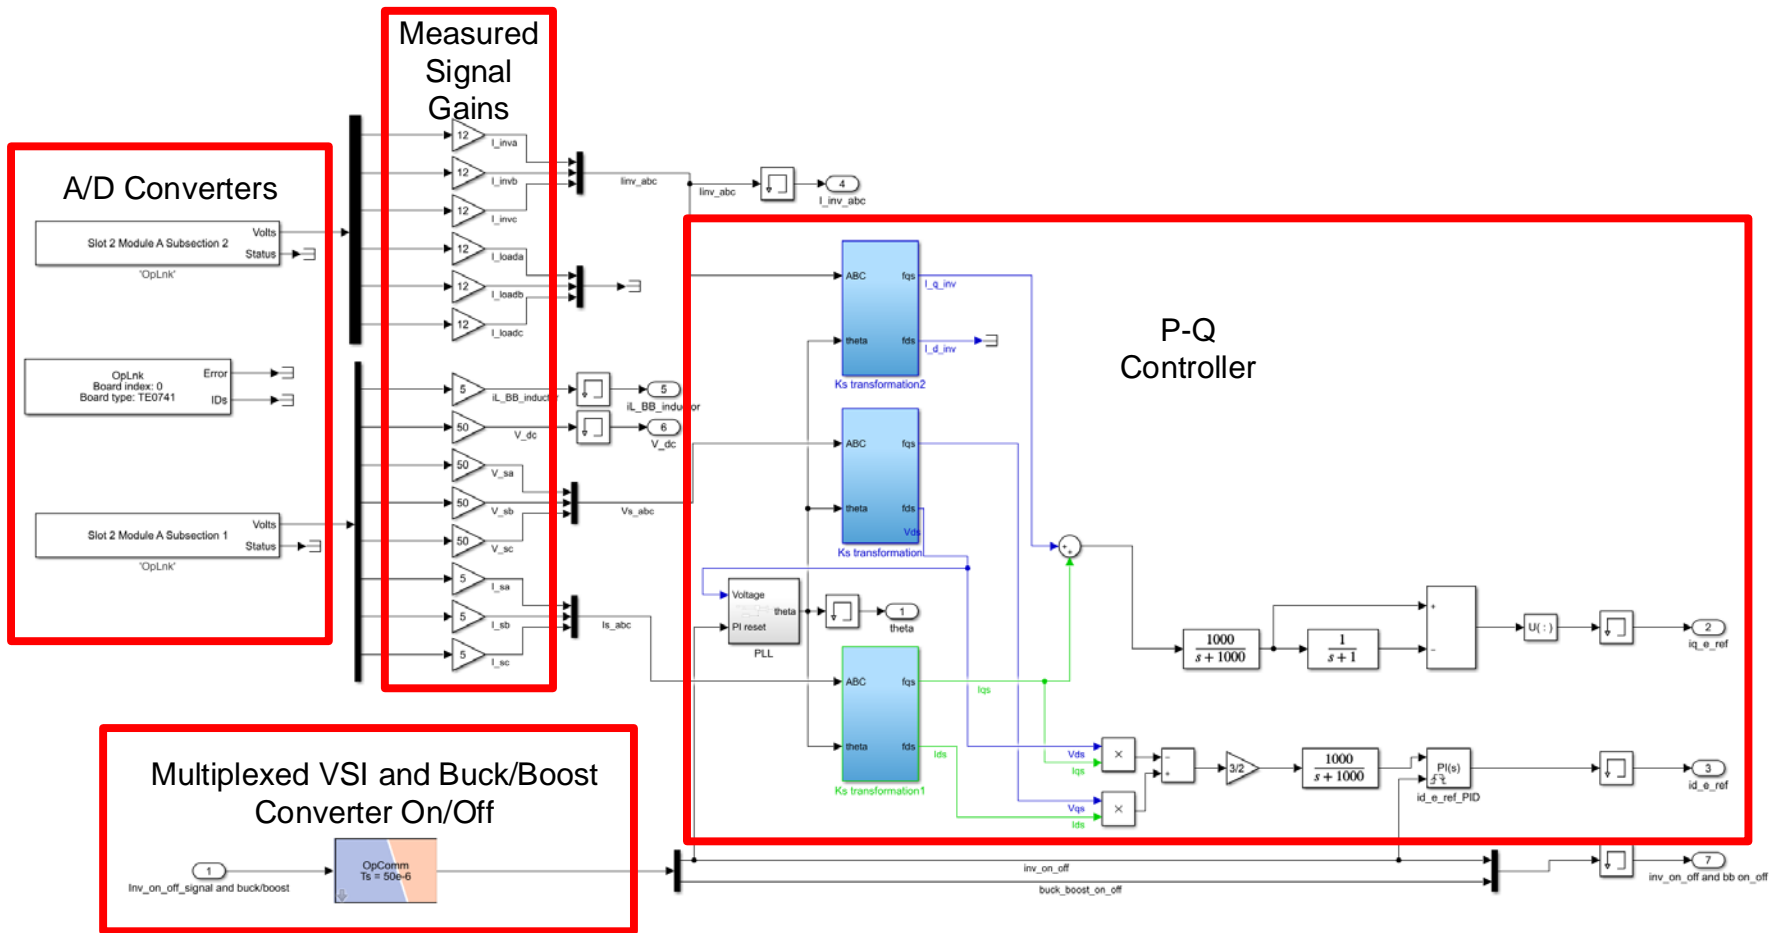 Measured
Signal
Gains
A/D Converters
Slot 2 Module A Subsection 2
Volts
Status
'OpLnk'
OpLnk
Board index: 0
Board type: TE0741
Error
IDs
Slot 2 Module A Subsection 1
Volts
Status
'OpLnk'
12
I_inva
12
I_invb
12
I_invc
12
I_loada
12
I_loadb
12
I_loadc
5
iL_BB_inductor
50
V_dc
50
V_sa
50
V_sb
50
V_sc
5
I_sa
5
I_sb
5
I_sc
Iinv_abc
Iinv_abc
4
I_inv_abc
5
iL_BB_inductor
6
V_dc
Vs_abc
Is_abc
P-Q
Controller
ABC
fqs
theta
fds
I_q_inv
I_d_inv
Ks transformation2
ABC
fqs
theta
fds
Vds
Ks transformation
Voltage
theta
PI reset
PLL
1
theta
ABC
fqs
theta
fds
Iqs
Ids
Ks transformation1
+
+
1000
s + 1000
1
s + 1
+
−
U( : )
2
iq_e_ref
Vds
Iqs
×
Vqs
Ids
×
−
+
3/2
1000
s + 1000
PI(s)
id_e_ref_PID
3
id_e_ref
Multiplexed VSI and Buck/Boost
Converter On/Off
1
Inv_on_off_signal and buck/boost
OpComm
Ts = 50e-6
inv_on_off
buck_boost_on_off
7
inv_on_off and bb on_off